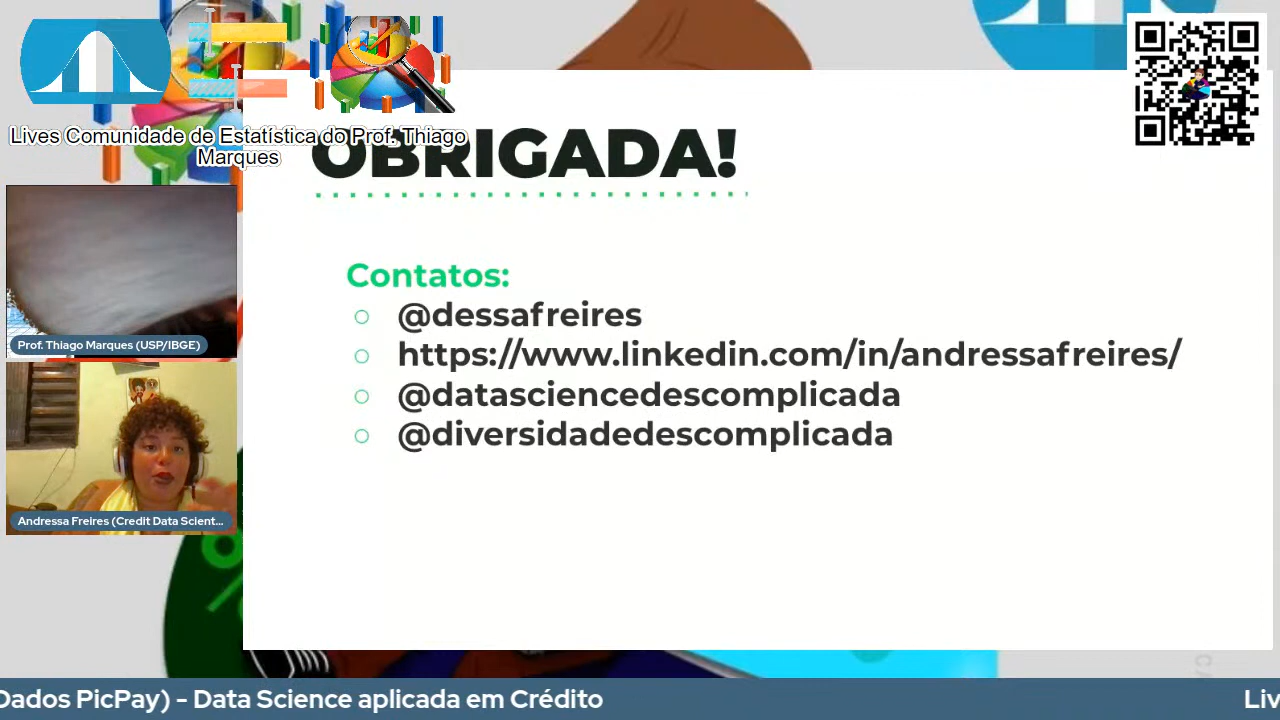 Lives Comunidade de Estatística do Prof. Thiago
Marques
OBRIGADA!
Contatos:
@dessafreires
https://www.linkedin.com/in/andressafreires/
@datasciencedescomplicada
@diversidadedescomplicada
Prof. Thiago Marques (USP/IBGE)
Andressa Freires (Credit Data Scient...
Dados PicPay) - Data Science aplicada em Crédito
Liv